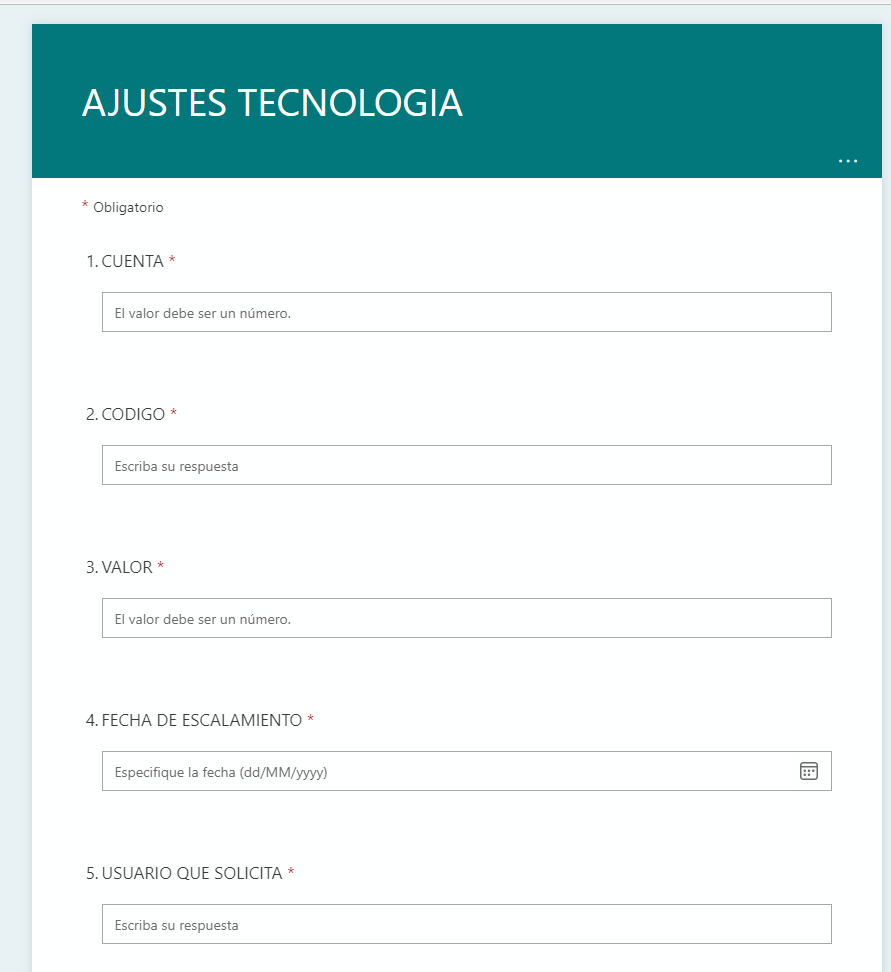 AJUSTES TECNOLOGIA
...
* Obligatorio
1. CUENTA *
El valor debe ser un número.
2. CODIGO *
Escriba su respuesta
3. VALOR *
El valor debe ser un número.
4. FECHA DE ESCALAMIENTO *
Especifique la fecha (dd/MM/yyyy)
5. USUARIO QUE SOLICITA *
Escriba su respuesta